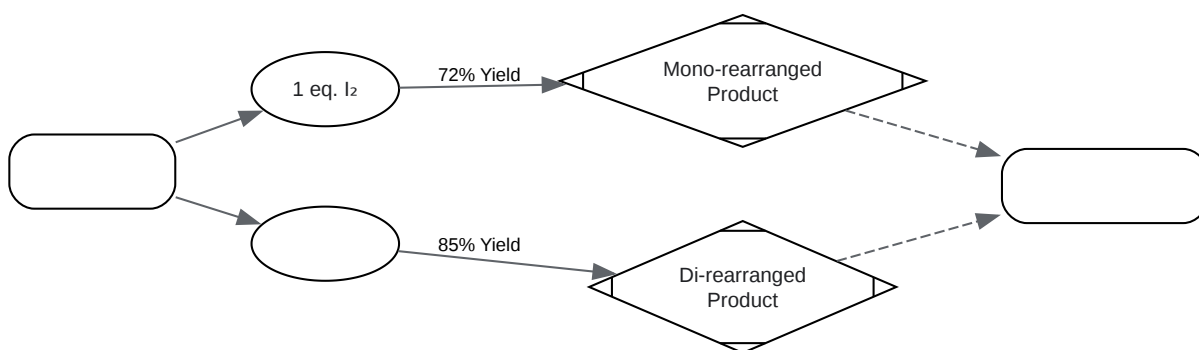 1 eq. I₂
72% Yield
Mono-rearranged
Product
85% Yield
Di-rearranged
Product